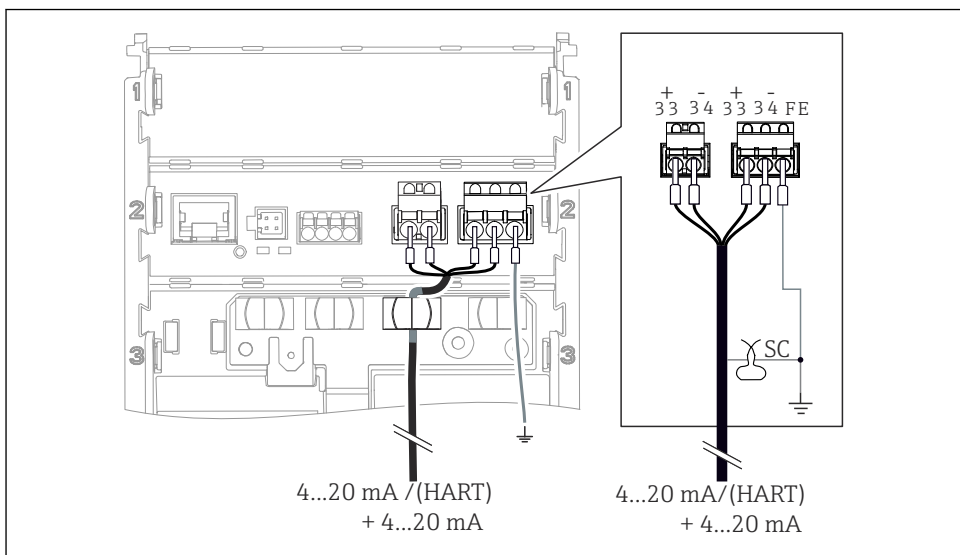 1
1
2
2
3
3
+ - + -
33 34 33 34 FE
SC
4...20 mA /(HART)
+ 4...20 mA
4...20 mA/(HART)
+ 4...20 mA